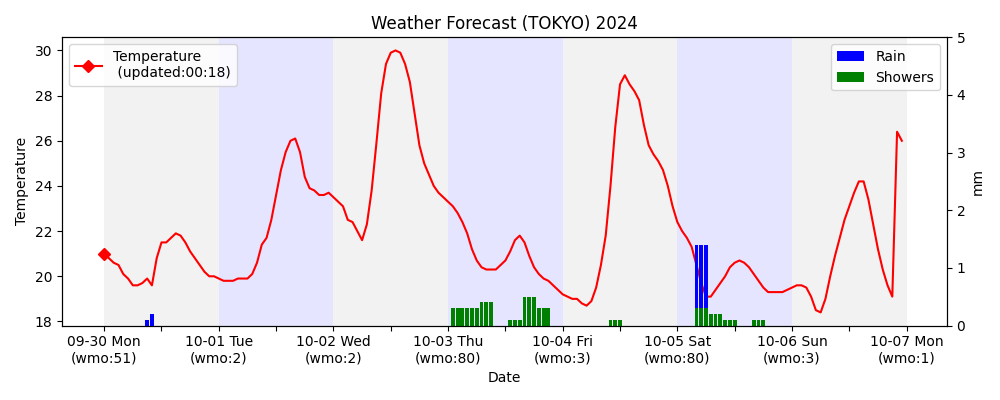 Weather Forecast (TOKYO) 2024
Temperature
(updated:00:18)
Rain
Showers
30
28
26
24
22
20
18
Temperature
5
4
3
2
1
0
mm
09-30 Mon
(wmo:51)
10-01 Tue
(wmo:2)
10-02 Wed
(wmo:2)
10-03 Thu
(wmo:80)
10-04 Fri
(wmo:3)
10-05 Sat
(wmo:80)
10-06 Sun
(wmo:3)
10-07 Mon
(wmo:1)
Date